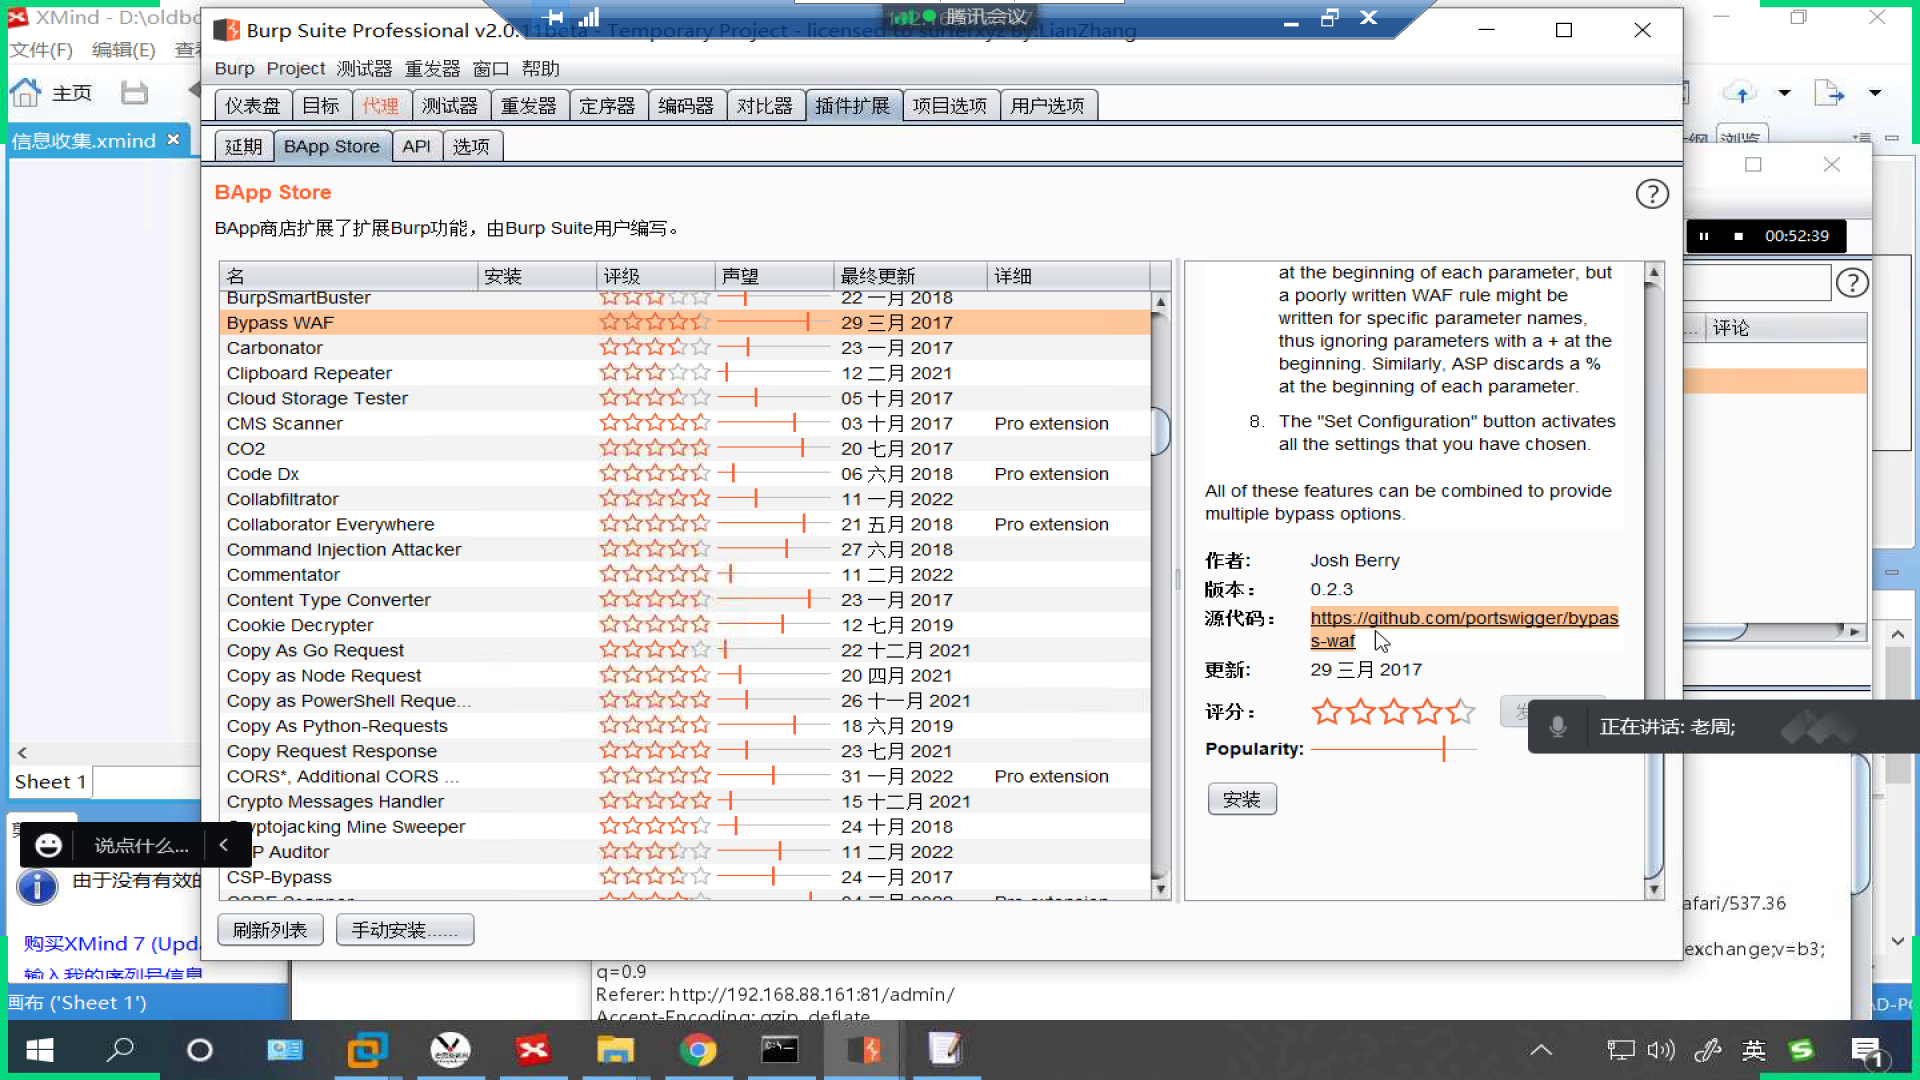 XMind - D:\oldbo
文件(F) 编辑(E) 查看
主页
信息收集.xmind
Burp Suite Professional v2.0.11beta - Temporary Project - licensed to surferxyz By:LianZhang
腾讯会议
Burp Project 测试器 重发器 窗口 帮助
仪表盘 目标 代理 测试器 重发器 定序器 编码器 对比器 插件扩展 项目选项 用户选项
延期 BApp Store API 选项
BApp Store
BApp商店扩展了扩展Burp功能，由Burp Suite用户编写。
00:52:39
名 安装 评级 声望 最终更新 详细
BurpSmartBuster 22 一月 2018
Bypass WAF 29 三月 2017
Carbonator 23 一月 2017
Clipboard Repeater 12 二月 2021
Cloud Storage Tester 05 十月 2017
CMS Scanner 03 十月 2017 Pro extension
CO2 20 七月 2017
Code Dx 06 六月 2018 Pro extension
Collabfiltrator 11 一月 2022
Collaborator Everywhere 21 五月 2018 Pro extension
Command Injection Attacker 27 六月 2018
Commentator 11 二月 2022
Content Type Converter 23 一月 2017
Cookie Decrypter 12 七月 2019
Copy As Go Request 22 十二月 2021
Copy as Node Request 20 四月 2021
Copy as PowerShell Reque... 26 十一月 2021
Copy As Python-Requests 18 六月 2019
Copy Request Response 23 七月 2021
CORS*, Additional CORS ... 31 一月 2022 Pro extension
Crypto Messages Handler 15 十二月 2021
yptojacking Mine Sweeper 24 十月 2018
P Auditor 11 二月 2022
CSP-Bypass 24 一月 2017
刷新列表 手动安装......
at the beginning of each parameter, but
a poorly written WAF rule might be
written for specific parameter names,
thus ignoring parameters with a + at the
beginning. Similarly, ASP discards a %
at the beginning of each parameter.
8. The "Set Configuration" button activates
all the settings that you have chosen.
All of these features can be combined to provide
multiple bypass options.
作者: Josh Berry
版本: 0.2.3
源代码: https://github.com/portswigger/bypas
s-waf
更新: 29 三月 2017
评分:
Popularity:
安装
评论
正在讲话: 老周;
Sheet 1
说点什么...
由于没有有效的
购买XMind 7 (Upda
输入我的序列号信息
画布 ('Sheet 1')
afari/537.36
exchange;v=b3;
q=0.9
Referer: http://192.168.88.161:81/admin/
Accept-Encoding: gzip, deflate
AD-PC
英
1